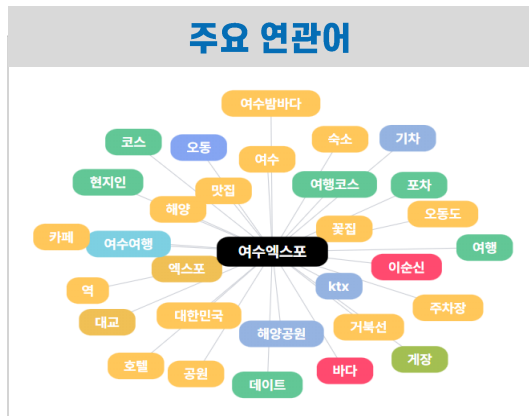 주요 연관어
여수밤바다
코스
오동
숙소
기차
여수
현지인
맛집
여행코스
포차
해양
오동도
꽃집
카페
여수여행
여수엑스포
여행
엑스포
이순신
역
ktx
주차장
대교
대한민국
해양공원
거북선
호텔
공원
바다
게장
데이트